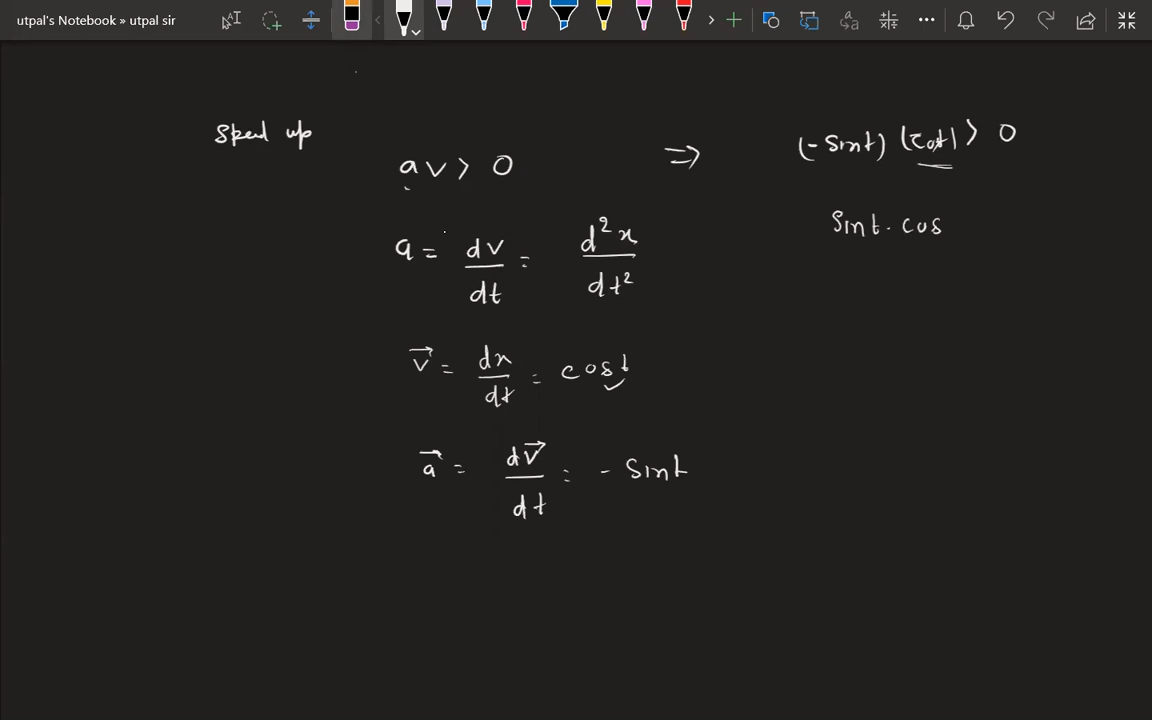 utpal's Notebook » utpal sir
Speed up
a v > 0
⇒ (- sint) (cost) > 0
sint. cos
a = dv/dt = d²x/dt²
v⃗ = dx/dt = cost
a⃗ = dv⃗/dt = - sint